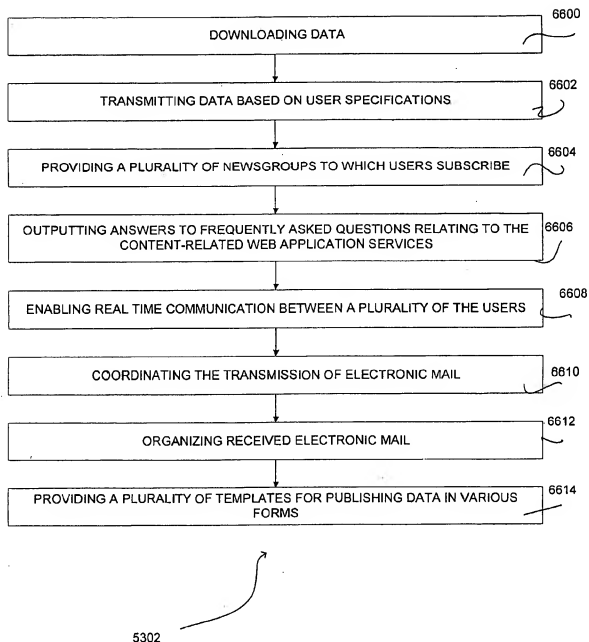 6600
DOWNLOADING DATA
6602
TRANSMITTING DATA BASED ON USER SPECIFICATIONS
6604
PROVIDING A PLURALITY OF NEWSGROUPS TO WHICH USERS SUBSCRIBE
6606
OUTPUTTING ANSWERS TO FREQUENTLY ASKED QUESTIONS RELATING TO THE
CONTENT-RELATED WEB APPLICATION SERVICES
6608
ENABLING REAL TIME COMMUNICATION BETWEEN A PLURALITY OF THE USERS
6610
COORDINATING THE TRANSMISSION OF ELECTRONIC MAIL
6612
ORGANIZING RECEIVED ELECTRONIC MAIL
6614
PROVIDING A PLURALITY OF TEMPLATES FOR PUBLISHING DATA IN VARIOUS
FORMS
5302